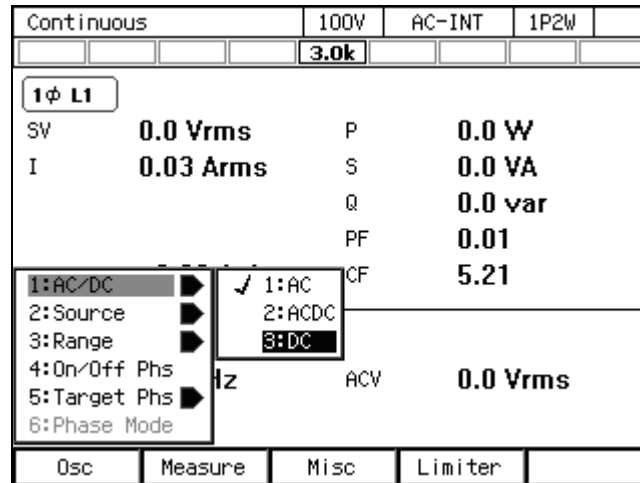 Continuous 100V AC-INT 1P2W
3.0k
1ϕ L1
SV 0.0 Vrms P 0.0 W
I 0.03 Arms S 0.0 VA
Q 0.0 var
PF 0.01
CF 5.21
1:AC/DC
2:Source
3:Range
4:On/Off Phs
5:Target Phs
6:Phase Mode
✓ 1:AC
2:ACDC
3:DC
Hz ACV 0.0 Vrms
Osc Measure Misc Limiter